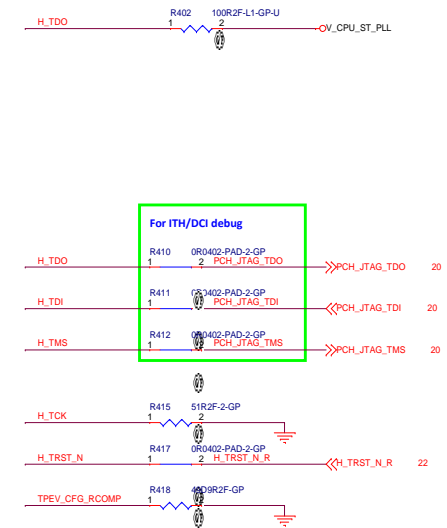 R402 100R2F-L1-GP-U
H_TDO 1 2 V_CPU_ST_PLL
For ITH/DCI debug
R410 0R0402-PAD-2-GP
H_TDO 1 2 PCH_JTAG_TDO PCH_JTAG_TDO 20
R411 0R0402-PAD-2-GP
H_TDI 1 PCH_JTAG_TDI PCH_JTAG_TDI 20
R412 0R0402-PAD-2-GP
H_TMS 1 PCH_JTAG_TMS PCH_JTAG_TMS 20
R415 51R2F-2-GP
H_TCK 1 2
R417 0R0402-PAD-2-GP
H_TRST_N 1 2 H_TRST_N_R H_TRST_N_R 22
R418 49D9R2F-GP
TPEV_CFG_RCOMP 1